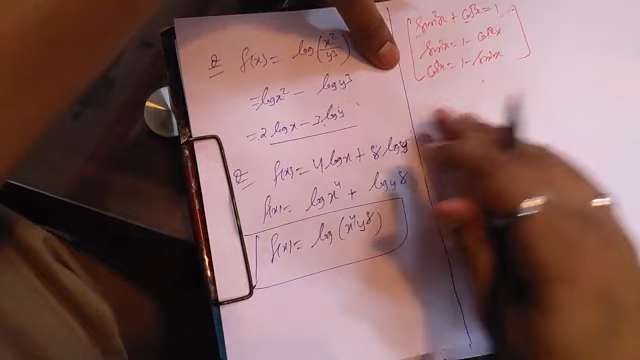 Q f(x) = log(x²/y³)
= log x² - log y³
= 2 log x - 3 log y
Q f(x) = 4 log x + 8 log y
f(x) = log x⁴ + log y8
f(x) = log (x⁴y8)
sin²x + cos²x = 1
sin²x = 1 - cos²x
cos²x = 1 - sin²x